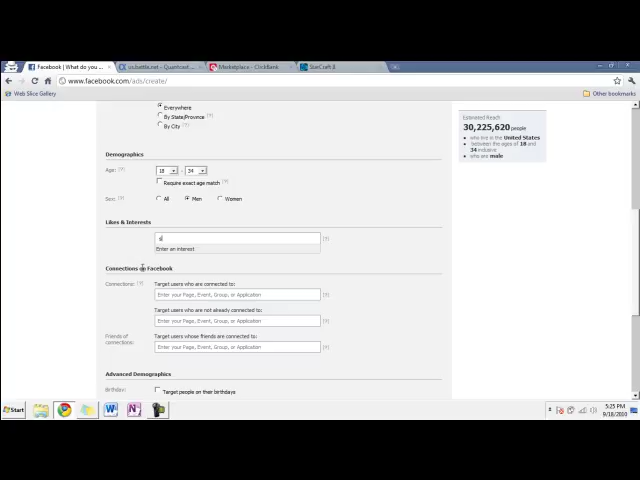 Facebook | What do you
us.battle.net - Quantcast
Marketplace - ClickBank
StarCraft II
www.facebook.com/ads/create/
Web Slice Gallery
Other bookmarks
Everywhere
By State/Province
By City
Demographics
Age: [?]
18 - 34
Require exact age match [?]
Sex: [?]
All
Men
Women
Likes & Interests
[?]
Enter an interest
Connections on Facebook
Connections: [?]
Target users who are connected to:
Enter your Page, Event, Group, or Application [?]
Target users who are not already connected to:
Enter your Page, Event, Group, or Application [?]
Friends of connections:
Target users whose friends are connected to:
Enter your Page, Event, Group, or Application [?]
Advanced Demographics
Birthday: [?]
Target people on their birthdays
Estimated Reach
30,225,620 people
who live in the United States
between the ages of 18 and
34 inclusive
who are male
Start
5:25 PM
9/18/2010